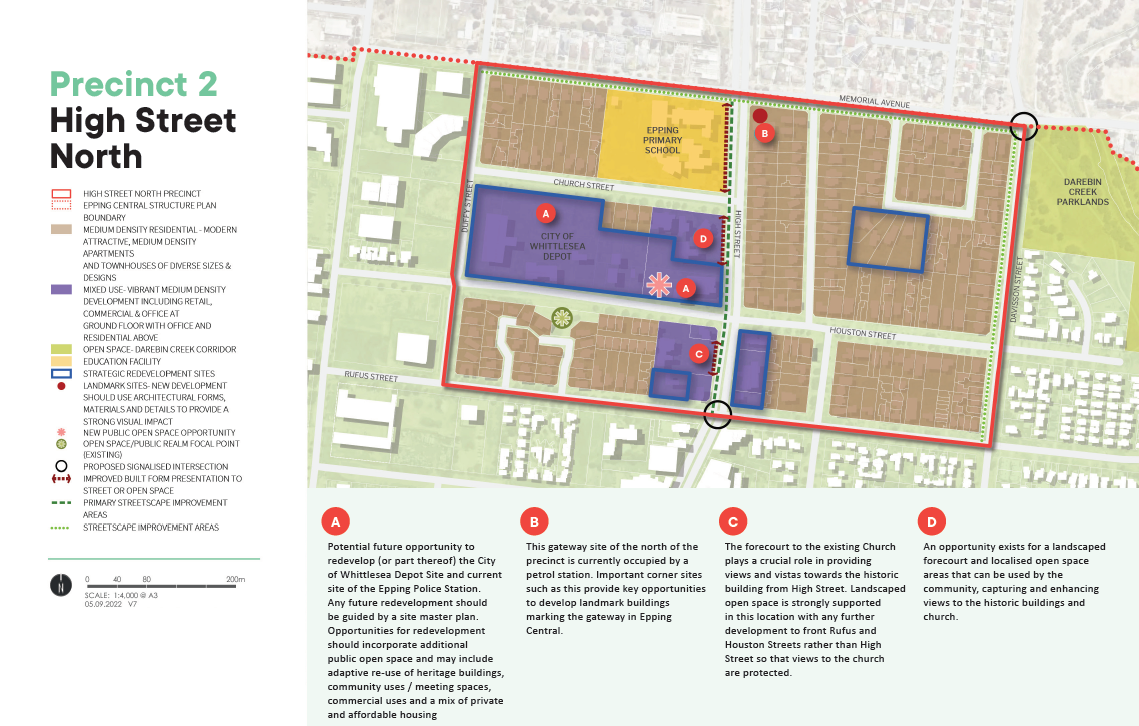 Precinct 2
High Street
North
HIGH STREET NORTH PRECINCT
EPPING CENTRAL STRUCTURE PLAN
BOUNDARY
MEDIUM DENSITY RESIDENTIAL - MODERN
ATTRACTIVE, MEDIUM DENSITY
APARTMENTS
AND TOWNHOUSES OF DIVERSE SIZES &
DESIGNS
MIXED USE- VIBRANT MEDIUM DENSITY
DEVELOPMENT INCLUDING RETAIL,
COMMERCIAL & OFFICE AT
GROUND FLOOR WITH OFFICE AND
RESIDENTIAL ABOVE
OPEN SPACE- DAREBIN CREEK CORRIDOR
EDUCATION FACILITY
STRATEGIC REDEVELOPMENT SITES
LANDMARK SITES- NEW DEVELOPMENT
SHOULD USE ARCHITECTURAL FORMS,
MATERIALS AND DETAILS TO PROVIDE A
STRONG VISUAL IMPACT
NEW PUBLIC OPEN SPACE OPPORTUNITY
OPEN SPACE/PUBLIC REALM FOCAL POINT
(EXISTING)
PROPOSED SIGNALISED INTERSECTION
IMPROVED BUILT FORM PRESENTATION TO
STREET OR OPEN SPACE
PRIMARY STREETSCAPE IMPROVEMENT
AREAS
STREETSCAPE IMPROVEMENT AREAS
N
0 40 80 200m
SCALE: 1:4,000 @ A3
05.09.2022 V7
MEMORIAL AVENUE
B
EPPING
PRIMARY
SCHOOL
DAREBIN
CREEK
PARKLANDS
CHURCH STREET
DUFFY STREET
A
HIGH STREET
D
CITY OF
WHITTLESEA
DEPOT
A
DAVISSON STREET
HOUSTON STREET
C
RUFUS STREET
A
Potential future opportunity to
redevelop (or part thereof) the City
of Whittlesea Depot Site and current
site of the Epping Police Station.
Any future redevelopment should
be guided by a site master plan.
Opportunities for redevelopment
should incorporate additional
public open space and may include
adaptive re-use of heritage buildings,
community uses / meeting spaces,
commercial uses and a mix of private
and affordable housing
B
This gateway site of the north of the
precinct is currently occupied by a
petrol station. Important corner sites
such as this provide key opportunities
to develop landmark buildings
marking the gateway in Epping
Central.
C
The forecourt to the existing Church
plays a crucial role in providing
views and vistas towards the historic
building from High Street. Landscaped
open space is strongly supported
in this location with any further
development to front Rufus and
Houston Streets rather than High
Street so that views to the church
are protected.
D
An opportunity exists for a landscaped
forecourt and localised open space
areas that can be used by the
community, capturing and enhancing
views to the historic buildings and
church.